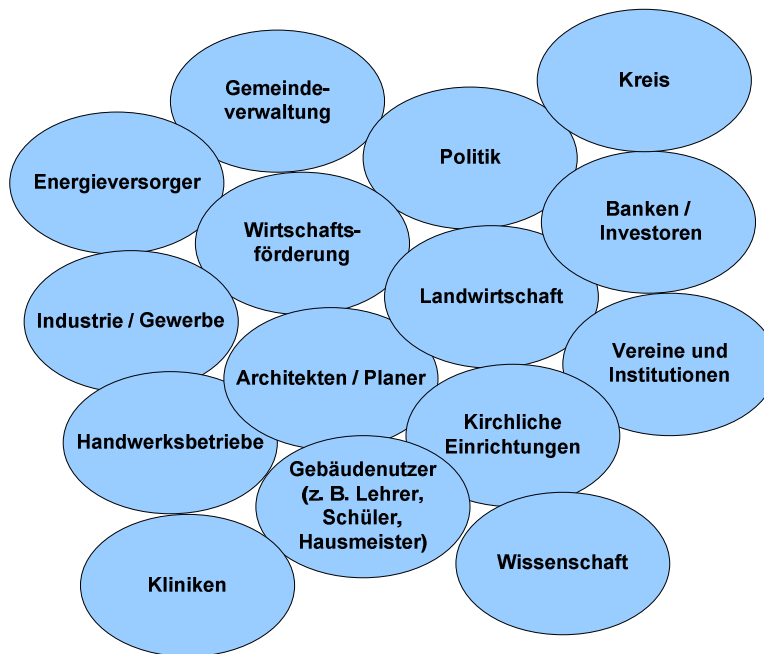 Gemeinde-
verwaltung
Kreis
Politik
Energieversorger
Banken /
Investoren
Wirtschafts-
förderung
Landwirtschaft
Industrie / Gewerbe
Vereine und
Institutionen
Architekten / Planer
Kirchliche
Einrichtungen
Handwerksbetriebe
Gebäudenutzer
(z. B. Lehrer,
Schüler,
Hausmeister)
Wissenschaft
Kliniken